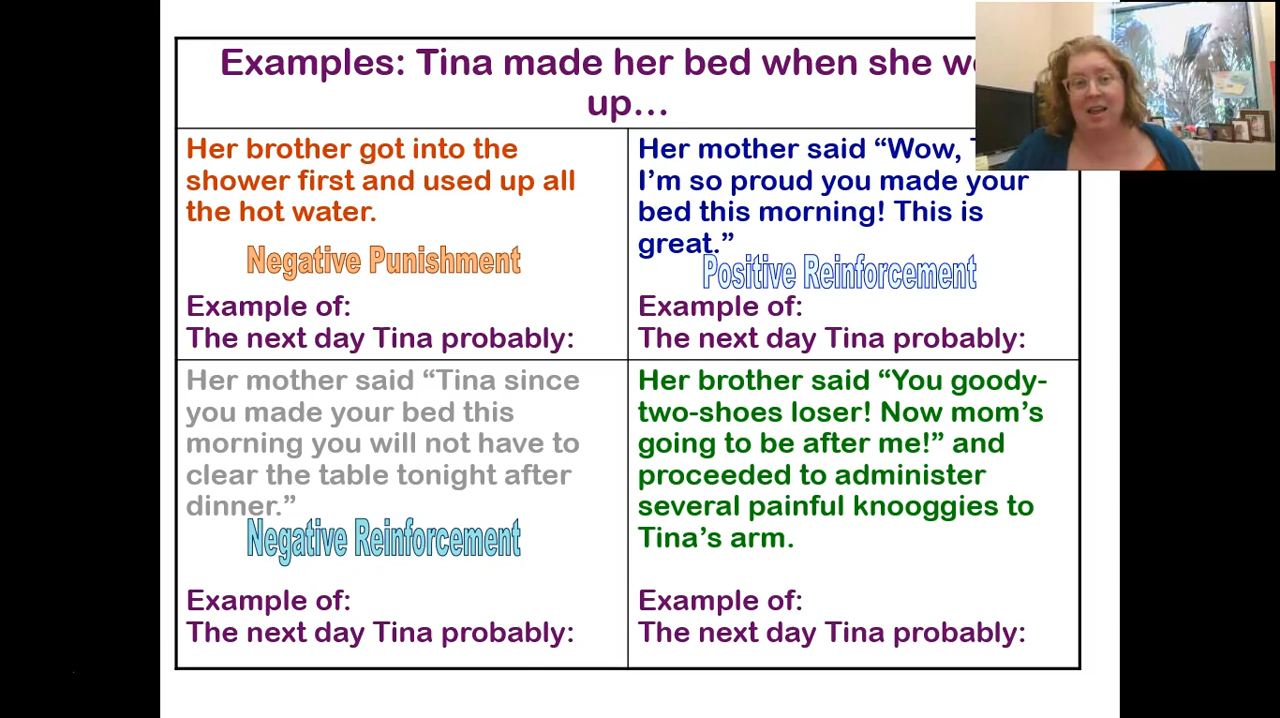 Examples: Tina made her bed when she
up...
Her brother got into the
shower first and used up all
the hot water.
Negative Punishment
Example of:
The next day Tina probably:
Her mother said “Wow,
I’m so proud you made your
bed this morning! This is
great.”
Positive Reinforcement
Example of:
The next day Tina probably:
Her mother said “Tina since
you made your bed this
morning you will not have to
clear the table tonight after
dinner.”
Negative Reinforcement
Example of:
The next day Tina probably:
Her brother said “You goody-
two-shoes loser! Now mom’s
going to be after me!” and
proceeded to administer
several painful knooggies to
Tina’s arm.
Example of:
The next day Tina probably: